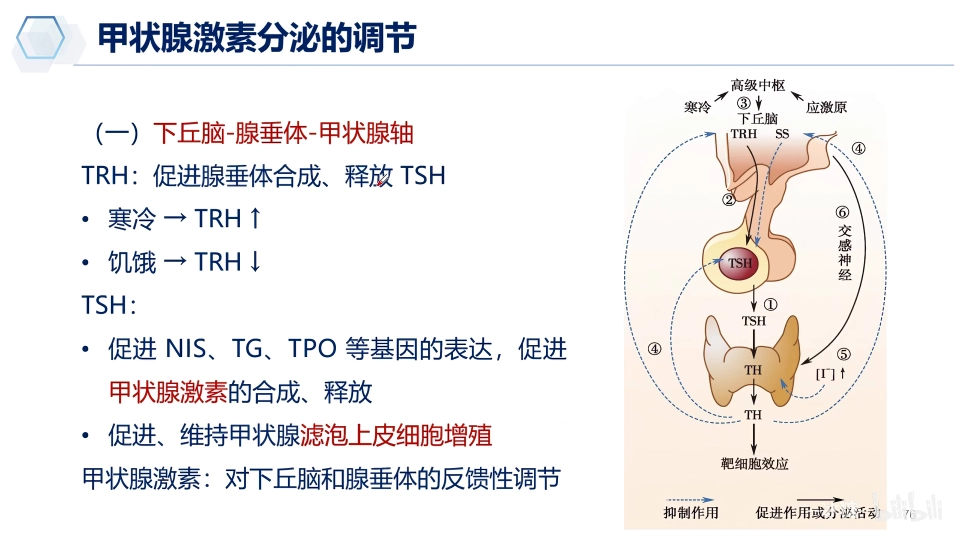 甲状腺激素分泌的调节
（一）下丘脑-腺垂体-甲状腺轴
TRH：促进腺垂体合成、释放 TSH
• 寒冷 → TRH↑
• 饥饿 → TRH↓
TSH：
• 促进 NIS、TG、TPO 等基因的表达，促进
甲状腺激素的合成、释放
• 促进、维持甲状腺滤泡上皮细胞增殖
甲状腺激素：对下丘脑和腺垂体的反馈性调节
高级中枢
寒冷 ③ 应激原
下丘脑
TRH SS
④
②
⑥
交感神经
TSH
①
TSH
④
⑤
TH
[I⁻]↑
TH
靶细胞效应
抑制作用
促进作用或分泌活动
bilibili
76